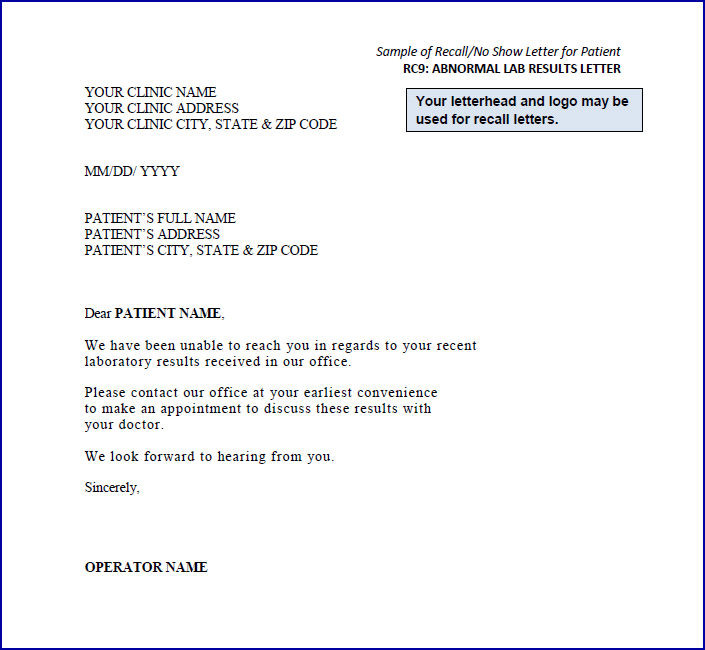 Sample of Recall/No Show Letter for Patient
RC9: ABNORMAL LAB RESULTS LETTER
YOUR CLINIC NAME
YOUR CLINIC ADDRESS
YOUR CLINIC CITY, STATE & ZIP CODE
Your letterhead and logo may be
used for recall letters.
MM/DD/ YYYY
PATIENT’S FULL NAME
PATIENT’S ADDRESS
PATIENT’S CITY, STATE & ZIP CODE
Dear PATIENT NAME,
We have been unable to reach you in regards to your recent
laboratory results received in our office.
Please contact our office at your earliest convenience
to make an appointment to discuss these results with
your doctor.
We look forward to hearing from you.
Sincerely,
OPERATOR NAME